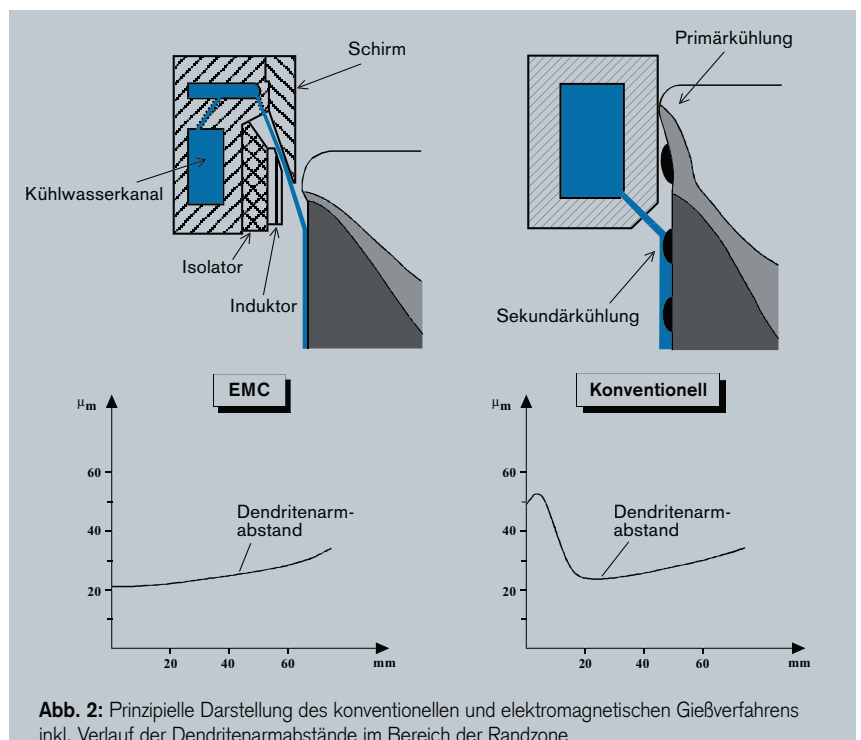 Schirm
Kühlwasserkanal
Isolator
Induktor
Primärkühlung
Sekundärkühlung
EMC
µm
60
40
20
20 40 60 mm
Dendritenarm-
abstand
Konventionell
µm
60
40
20
20 40 60 mm
Dendritenarm-
abstand
Abb. 2: Prinzipielle Darstellung des konventionellen und elektromagnetischen Gießverfahrens
inkl. Verlauf der Dendritenarmabstände im Bereich der Randzone